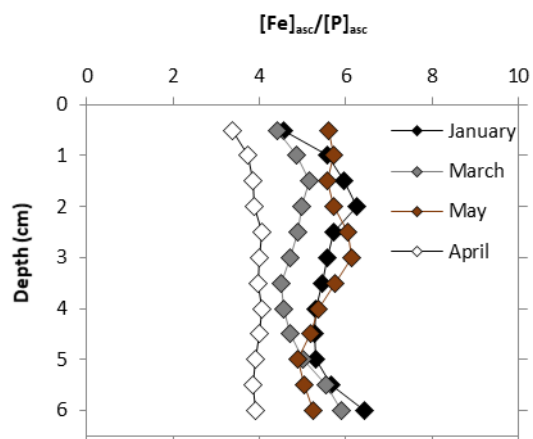 [Fe]asc/[P]asc
0 2 4 6 8 10
0
1
2
3
4
5
6
Depth (cm)
January
March
May
April